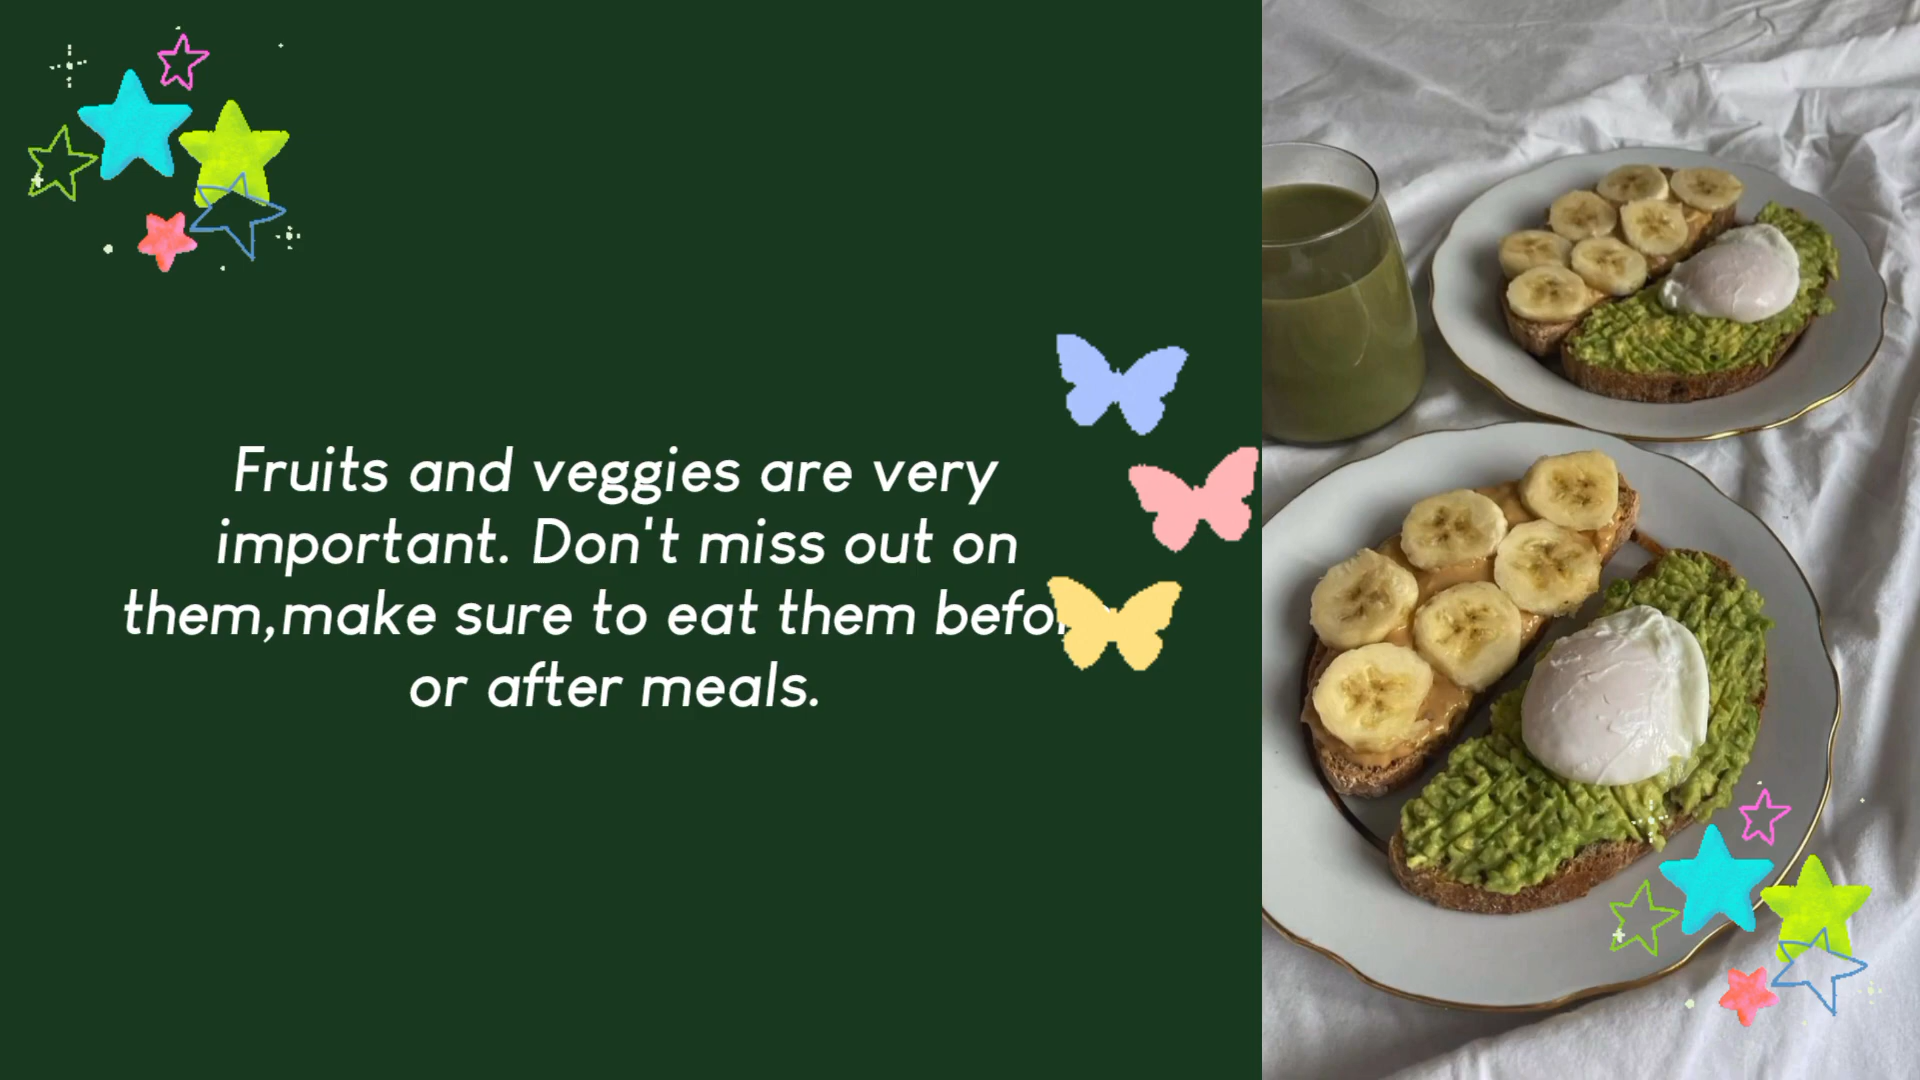 Fruits and veggies are very
important. Don't miss out on
them,make sure to eat them
or after meals.